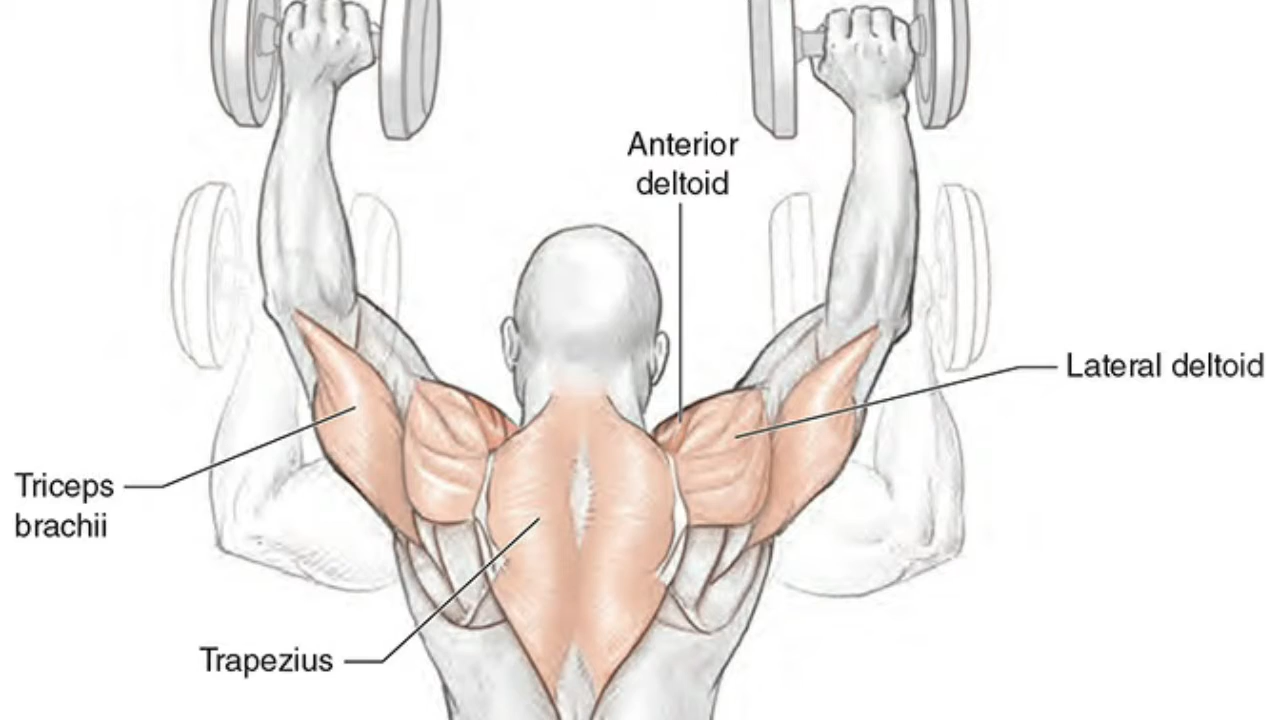 Anterior
deltoid
Lateral deltoid
Triceps
brachii
Trapezius